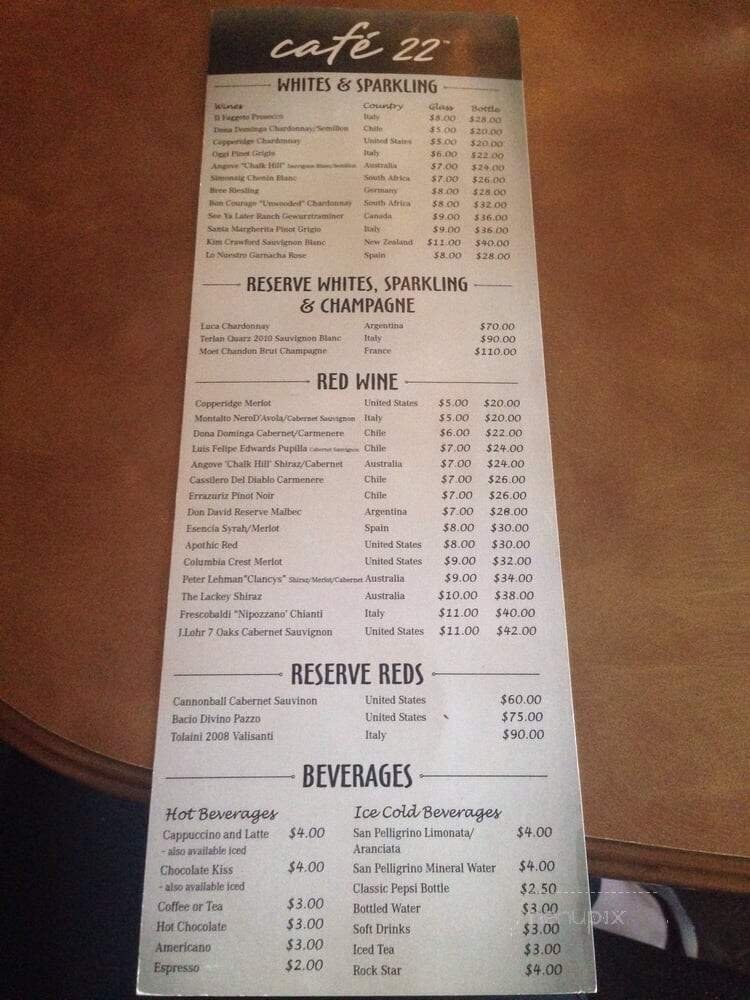 café 22™
WHITES & SPARKLING
Wines Country Glass Bottle
Il Faggeto Prosecco Italy $8.00 $28.00
Dona Dominga Chardonnay/Semillon Chile $5.00 $20.00
Copperidge Chardonnay United States $5.00 $20.00
Oggi Pinot Grigio Italy $6.00 $22.00
Angove "Chalk Hill" Sauvignon Blanc/Semillon Australia $7.00 $24.00
Simonsig Chenin Blanc South Africa $7.00 $26.00
Bree Riesling Germany $8.00 $28.00
Bon Courage "Unwooded" Chardonnay South Africa $8.00 $32.00
See Ya Later Ranch Gewurztraminer Canada $9.00 $36.00
Santa Margherita Pinot Grigio Italy $9.00 $36.00
Kim Crawford Sauvignon Blanc New Zealand $11.00 $40.00
Lo Nuestro Garnacha Rose Spain $8.00 $28.00
RESERVE WHITES, SPARKLING
& CHAMPAGNE
Luca Chardonnay Argentina $70.00
Terlan Quarz 2010 Sauvignon Blanc Italy $90.00
Moet Chandon Brut Champagne France $110.00
RED WINE
Copperidge Merlot United States $5.00 $20.00
Montalto NeroD'Avola/Cabernet Sauvignon Italy $5.00 $20.00
Dona Dominga Cabernet/Carmenere Chile $6.00 $22.00
Luis Felipe Edwards Pupilla Cabernet Sauvignon Chile $7.00 $24.00
Angove 'Chalk Hill' Shiraz/Cabernet Australia $7.00 $24.00
Cassilero Del Diablo Carmenere Chile $7.00 $26.00
Errazuriz Pinot Noir Chile $7.00 $26.00
Don David Reserve Malbec Argentina $7.00 $28.00
Esencia Syrah/Merlot Spain $8.00 $30.00
Apothic Red United States $8.00 $30.00
Columbia Crest Merlot United States $9.00 $32.00
Peter Lehman"Clancys" Shiraz/Merlot/Cabernet Australia $9.00 $34.00
The Lackey Shiraz Australia $10.00 $38.00
Frescobaldi "Nipozzano' Chianti Italy $11.00 $40.00
J.Lohr 7 Oaks Cabernet Sauvignon United States $11.00 $42.00
RESERVE REDS
Cannonball Cabernet Sauvinon United States $60.00
Bacio Divino Pazzo United States $75.00
Tolaini 2008 Valisanti Italy $90.00
BEVERAGES
Hot Beverages
Cappuccino and Latte $4.00
- also available iced
Chocolate Kiss $4.00
- also available iced
Coffee or Tea $3.00
Hot Chocolate $3.00
Americano $3.00
Espresso $2.00
Ice Cold Beverages
San Pelligrino Limonata/ $4.00
Aranciata
San Pelligrino Mineral Water $4.00
Classic Pepsi Bottle $2.50
Bottled Water $3.00
Soft Drinks $3.00
Iced Tea $3.00
Rock Star $4.00
menupix